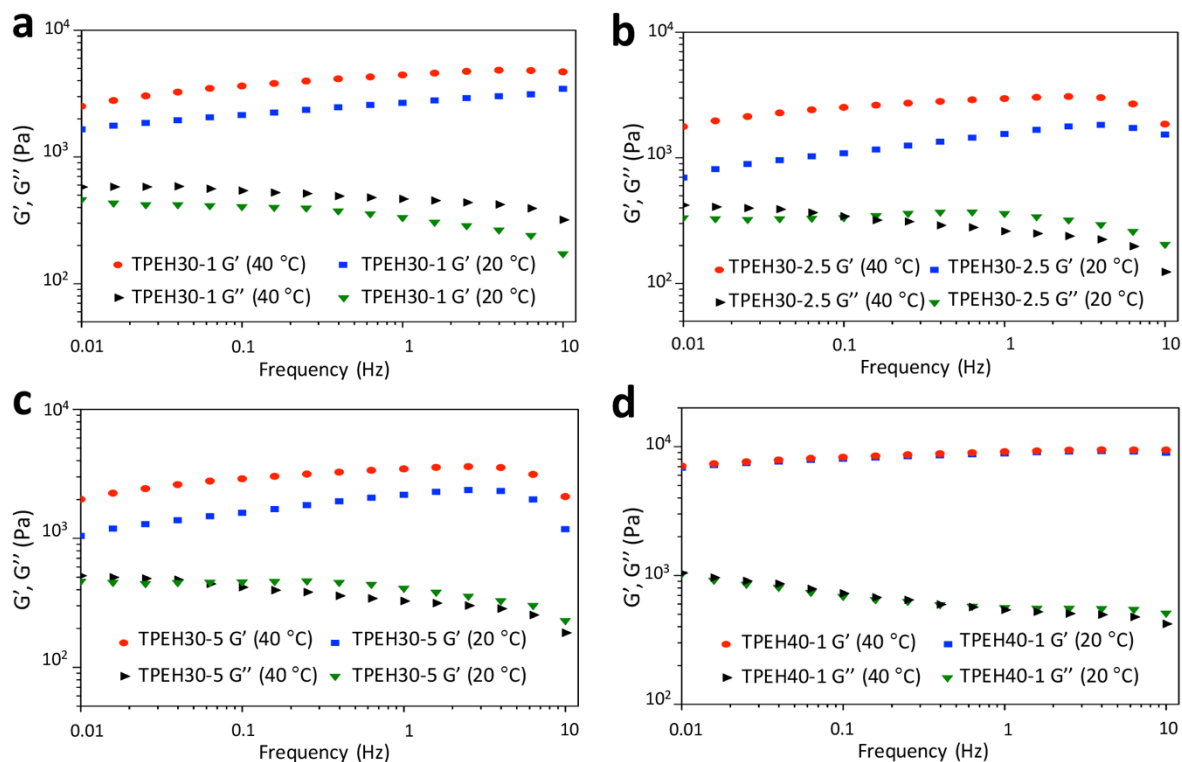 a
10⁴
10³
10²
G’, G’’ (Pa)
TPEH30-1 G’ (40 °C) TPEH30-1 G’ (20 °C)
TPEH30-1 G’’ (40 °C) TPEH30-1 G’ (20 °C)
0.01 0.1 1 10
Frequency (Hz)
b
10⁴
10³
10²
G’, G’’ (Pa)
TPEH30-2.5 G’ (40 °C) TPEH30-2.5 G’ (20 °C)
TPEH30-2.5 G’’ (40 °C) TPEH30-2.5 G’’ (20 °C)
0.01 0.1 1 10
Frequency (Hz)
c
10⁴
10³
10²
G’, G’’ (Pa)
TPEH30-5 G’ (40 °C) TPEH30-5 G’ (20 °C)
TPEH30-5 G’’ (40 °C) TPEH30-5 G’ (20 °C)
0.01 0.1 1 10
Frequency (Hz)
d
10⁴
10³
10²
G’, G’’ (Pa)
TPEH40-1 G’ (40 °C) TPEH40-1 G’ (20 °C)
TPEH40-1 G’’ (40 °C) TPEH40-1 G’’ (20 °C)
0.01 0.1 1 10
Frequency (Hz)